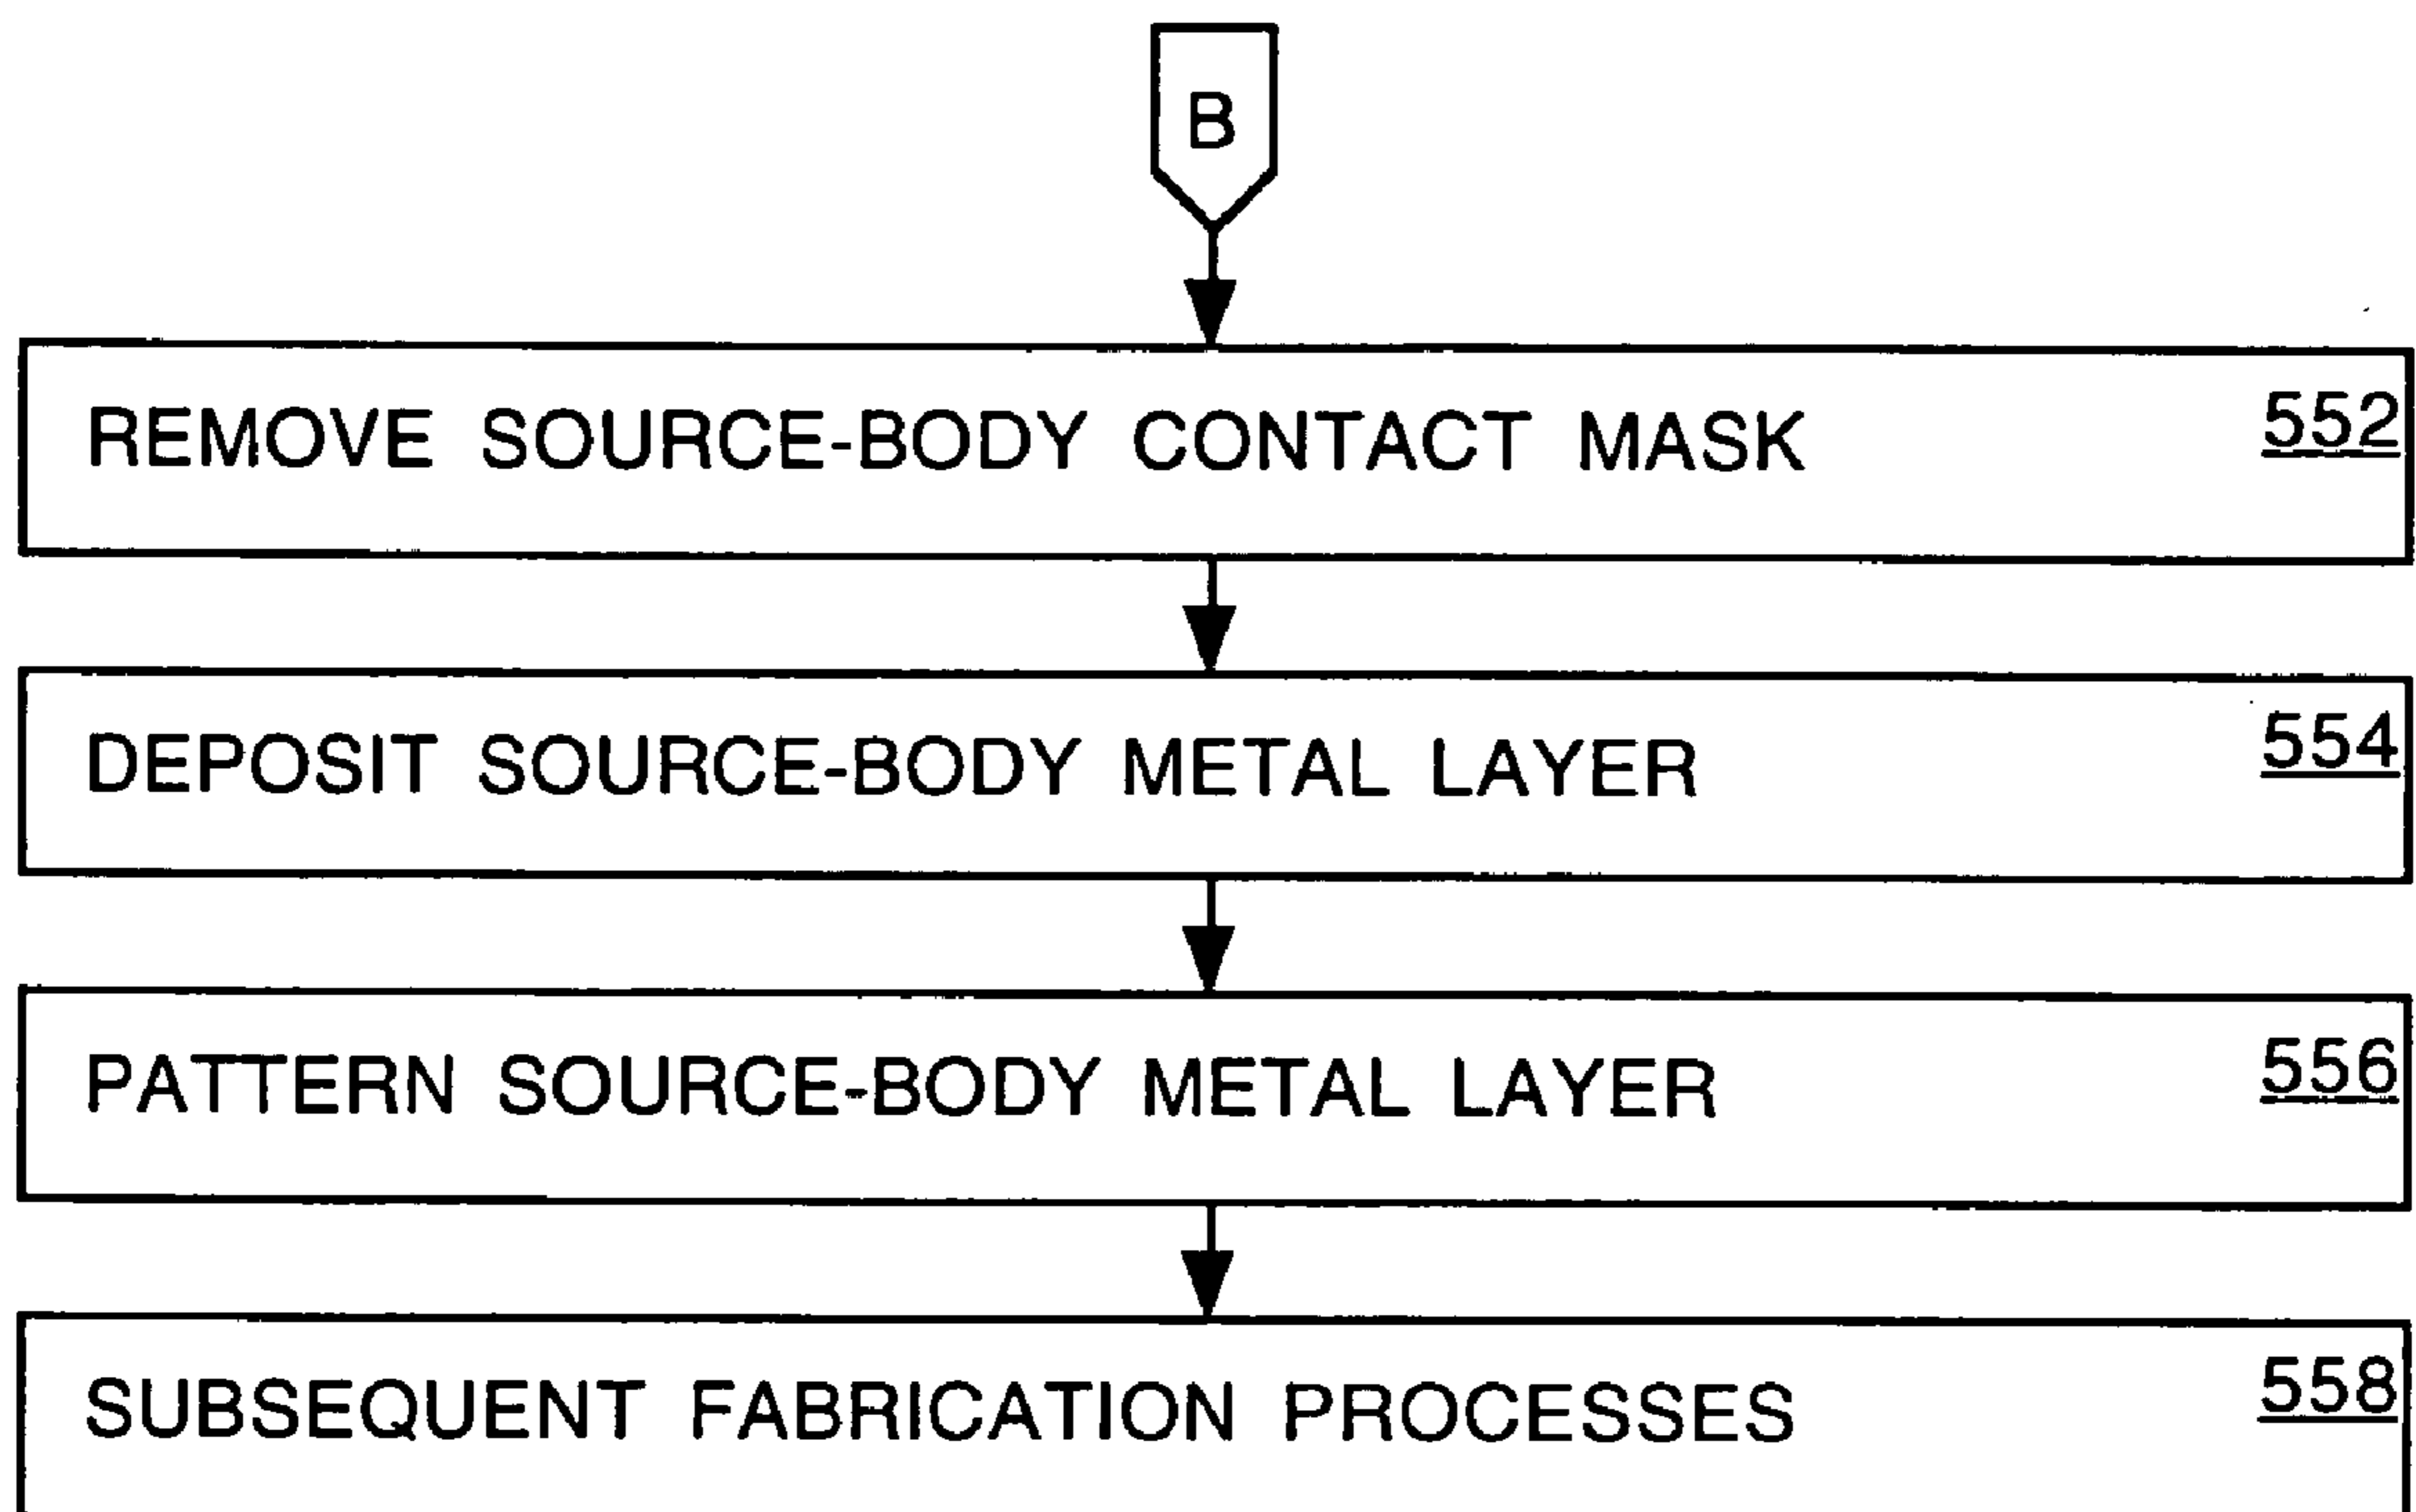 B
REMOVE SOURCE-BODY CONTACT MASK 552
DEPOSIT SOURCE-BODY METAL LAYER 554
PATTERN SOURCE-BODY METAL LAYER 556
SUBSEQUENT FABRICATION PROCESSES 558